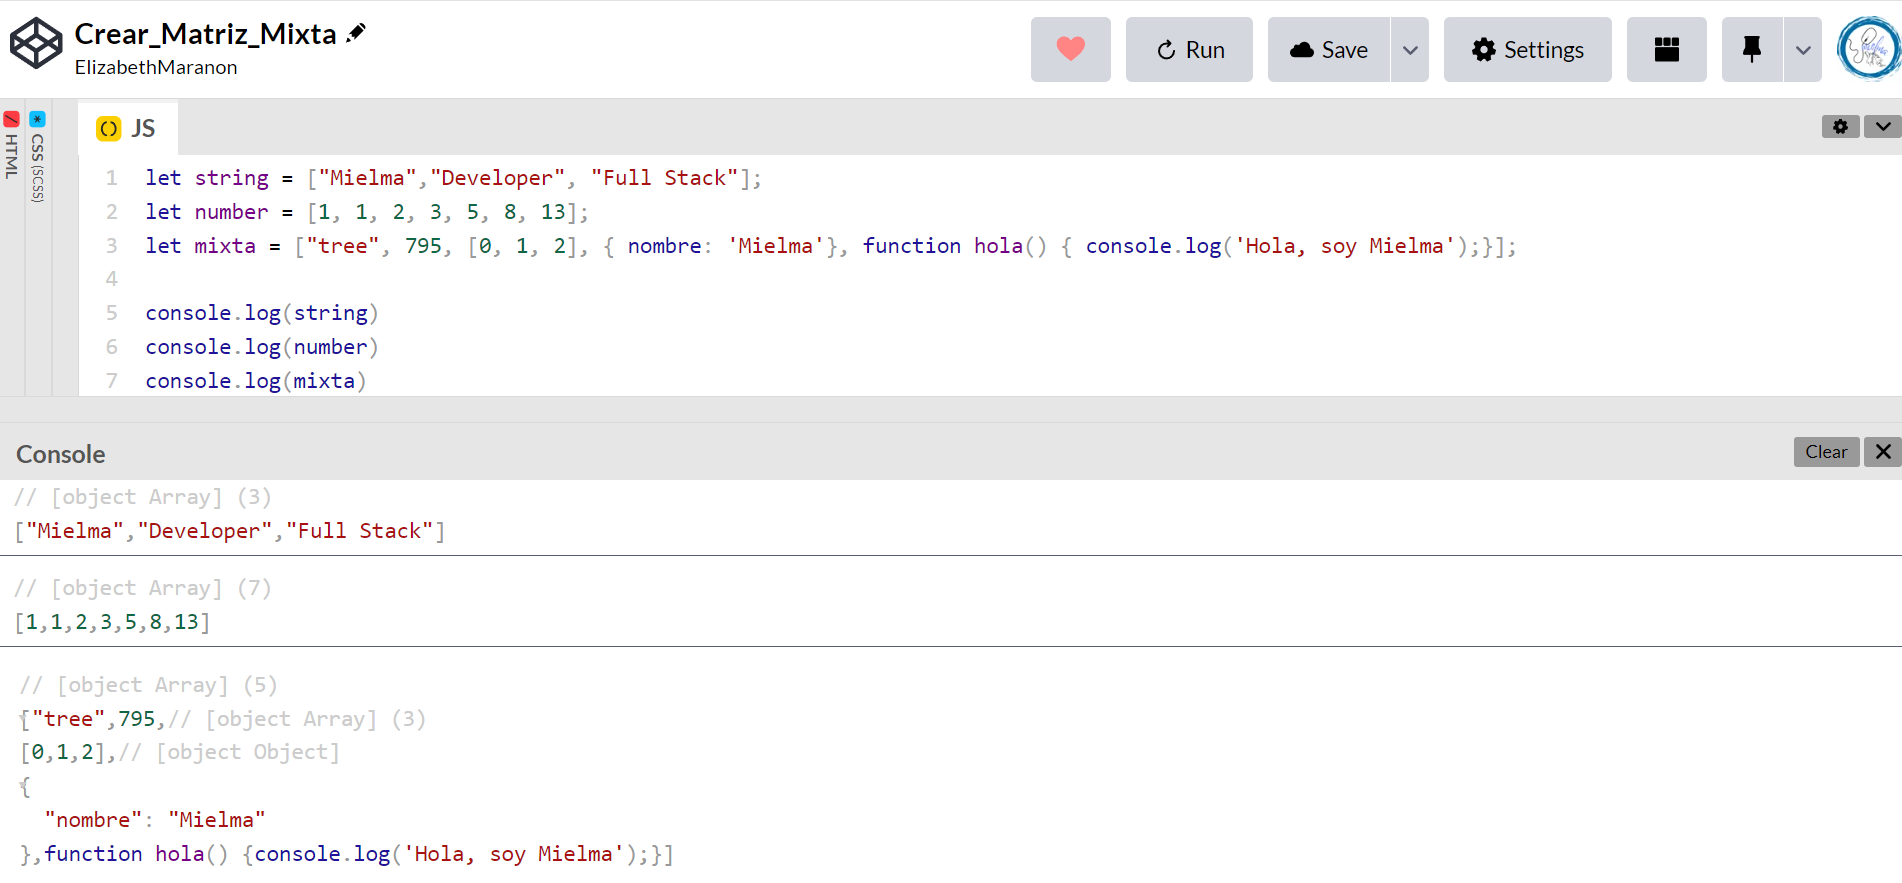 Crear_Matriz_Mixta
ElizabethMaranon
Run
Save
Settings
HTML
CSS (SCSS)
JS
1 let string = ["Mielma","Developer", "Full Stack"];
2 let number = [1, 1, 2, 3, 5, 8, 13];
3 let mixta = ["tree", 795, [0, 1, 2], { nombre: 'Mielma'}, function hola() { console.log('Hola, soy Mielma');}];
4
5 console.log(string)
6 console.log(number)
7 console.log(mixta)
Console
Clear
// [object Array] (3)
["Mielma","Developer","Full Stack"]
// [object Array] (7)
[1,1,2,3,5,8,13]
// [object Array] (5)
["tree",795,// [object Array] (3)
[0,1,2],// [object Object]
{
"nombre": "Mielma"
},function hola() {console.log('Hola, soy Mielma');}]